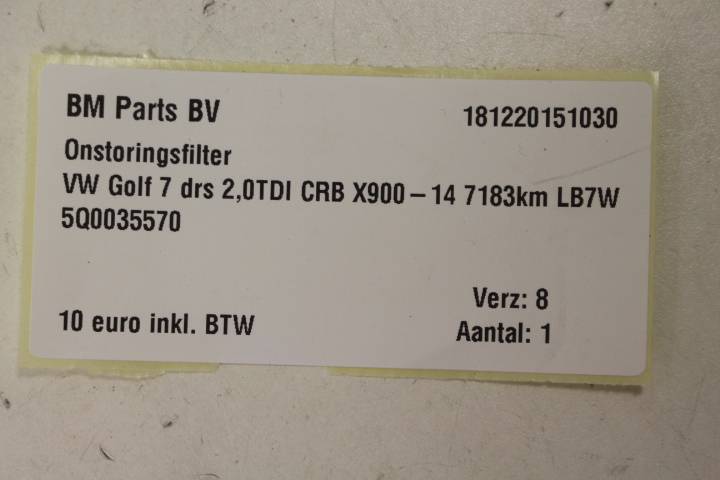 BM Parts BV 181220151030
Onstoringsfilter
VW Golf 7 drs 2,0TDI CRB X900-14 7183km LB7W
5Q0035570
Verz: 8
10 euro inkl. BTW Aantal: 1